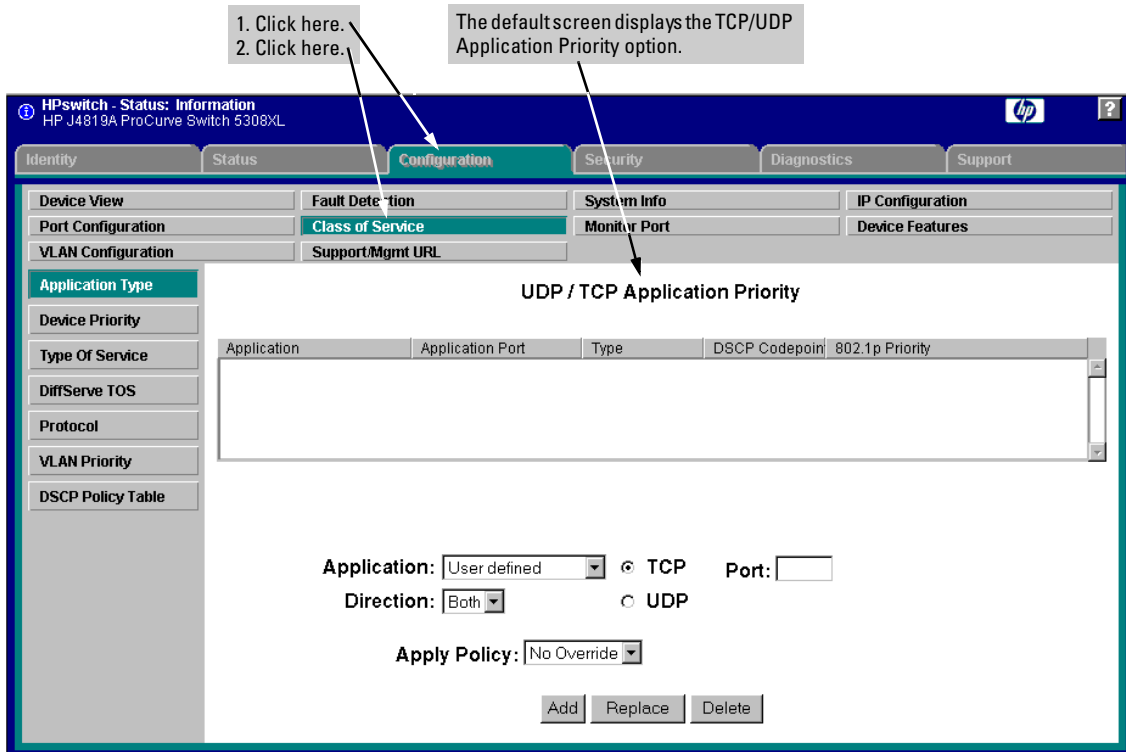 1. Click here.
2. Click here.
The default screen displays the TCP/UDP
Application Priority option.
HPswitch - Status: Information
HP J4819A ProCurve Switch 5308XL
hp
?
Identity
Status
Configuration
Security
Diagnostics
Support
Device View
Fault Detection
System Info
IP Configuration
Port Configuration
Class of Service
Monitor Port
Device Features
VLAN Configuration
Support/Mgmt URL
Application Type
Device Priority
Type Of Service
DiffServe TOS
Protocol
VLAN Priority
DSCP Policy Table
UDP / TCP Application Priority
Application
Application Port
Type
DSCP Codepoin
802.1p Priority
Application: User defined
TCP
Port:
Direction: Both
UDP
Apply Policy: No Override
Add
Replace
Delete